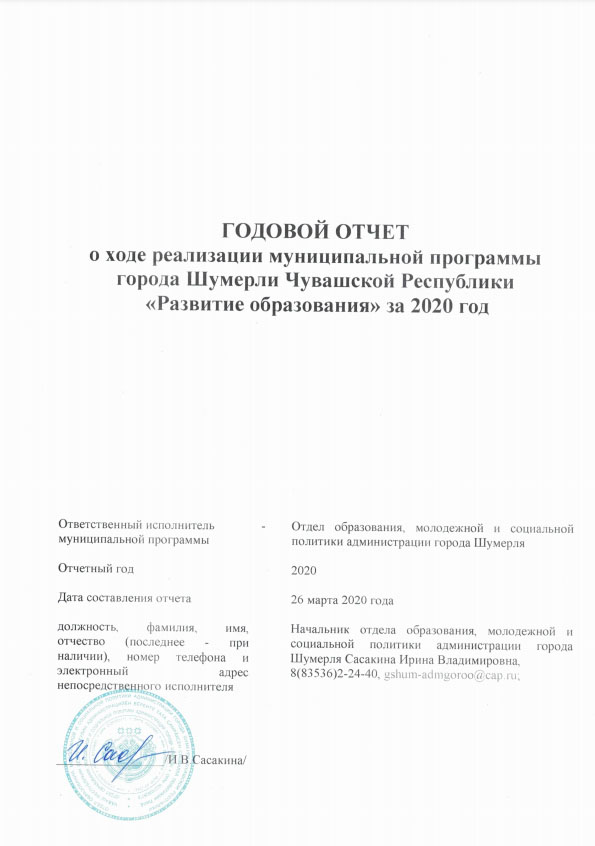 ГОДОВОЙ ОТЧЕТ
о ходе реализации муниципальной программы
города Шумерли Чувашской Республики
«Развитие образования» за 2020 год
Ответственный исполнитель - Отдел образования, молодежной и социальной
муниципальной программы политики администрации города Шумерля
Отчетный год 2020
Дата составления отчета 26 марта 2020 года
должность, фамилия, имя, Начальник отдела образования, молодежной и
отчество (последнее - при социальной политики администрации города
наличии), номер телефона и Шумерля Сасакина Ирина Владимировна,
электронный адрес 8(83536)2-24-40, gshum-admgoroo@cap.ru;
непосредственного исполнителя
/И.В.Сасакина/